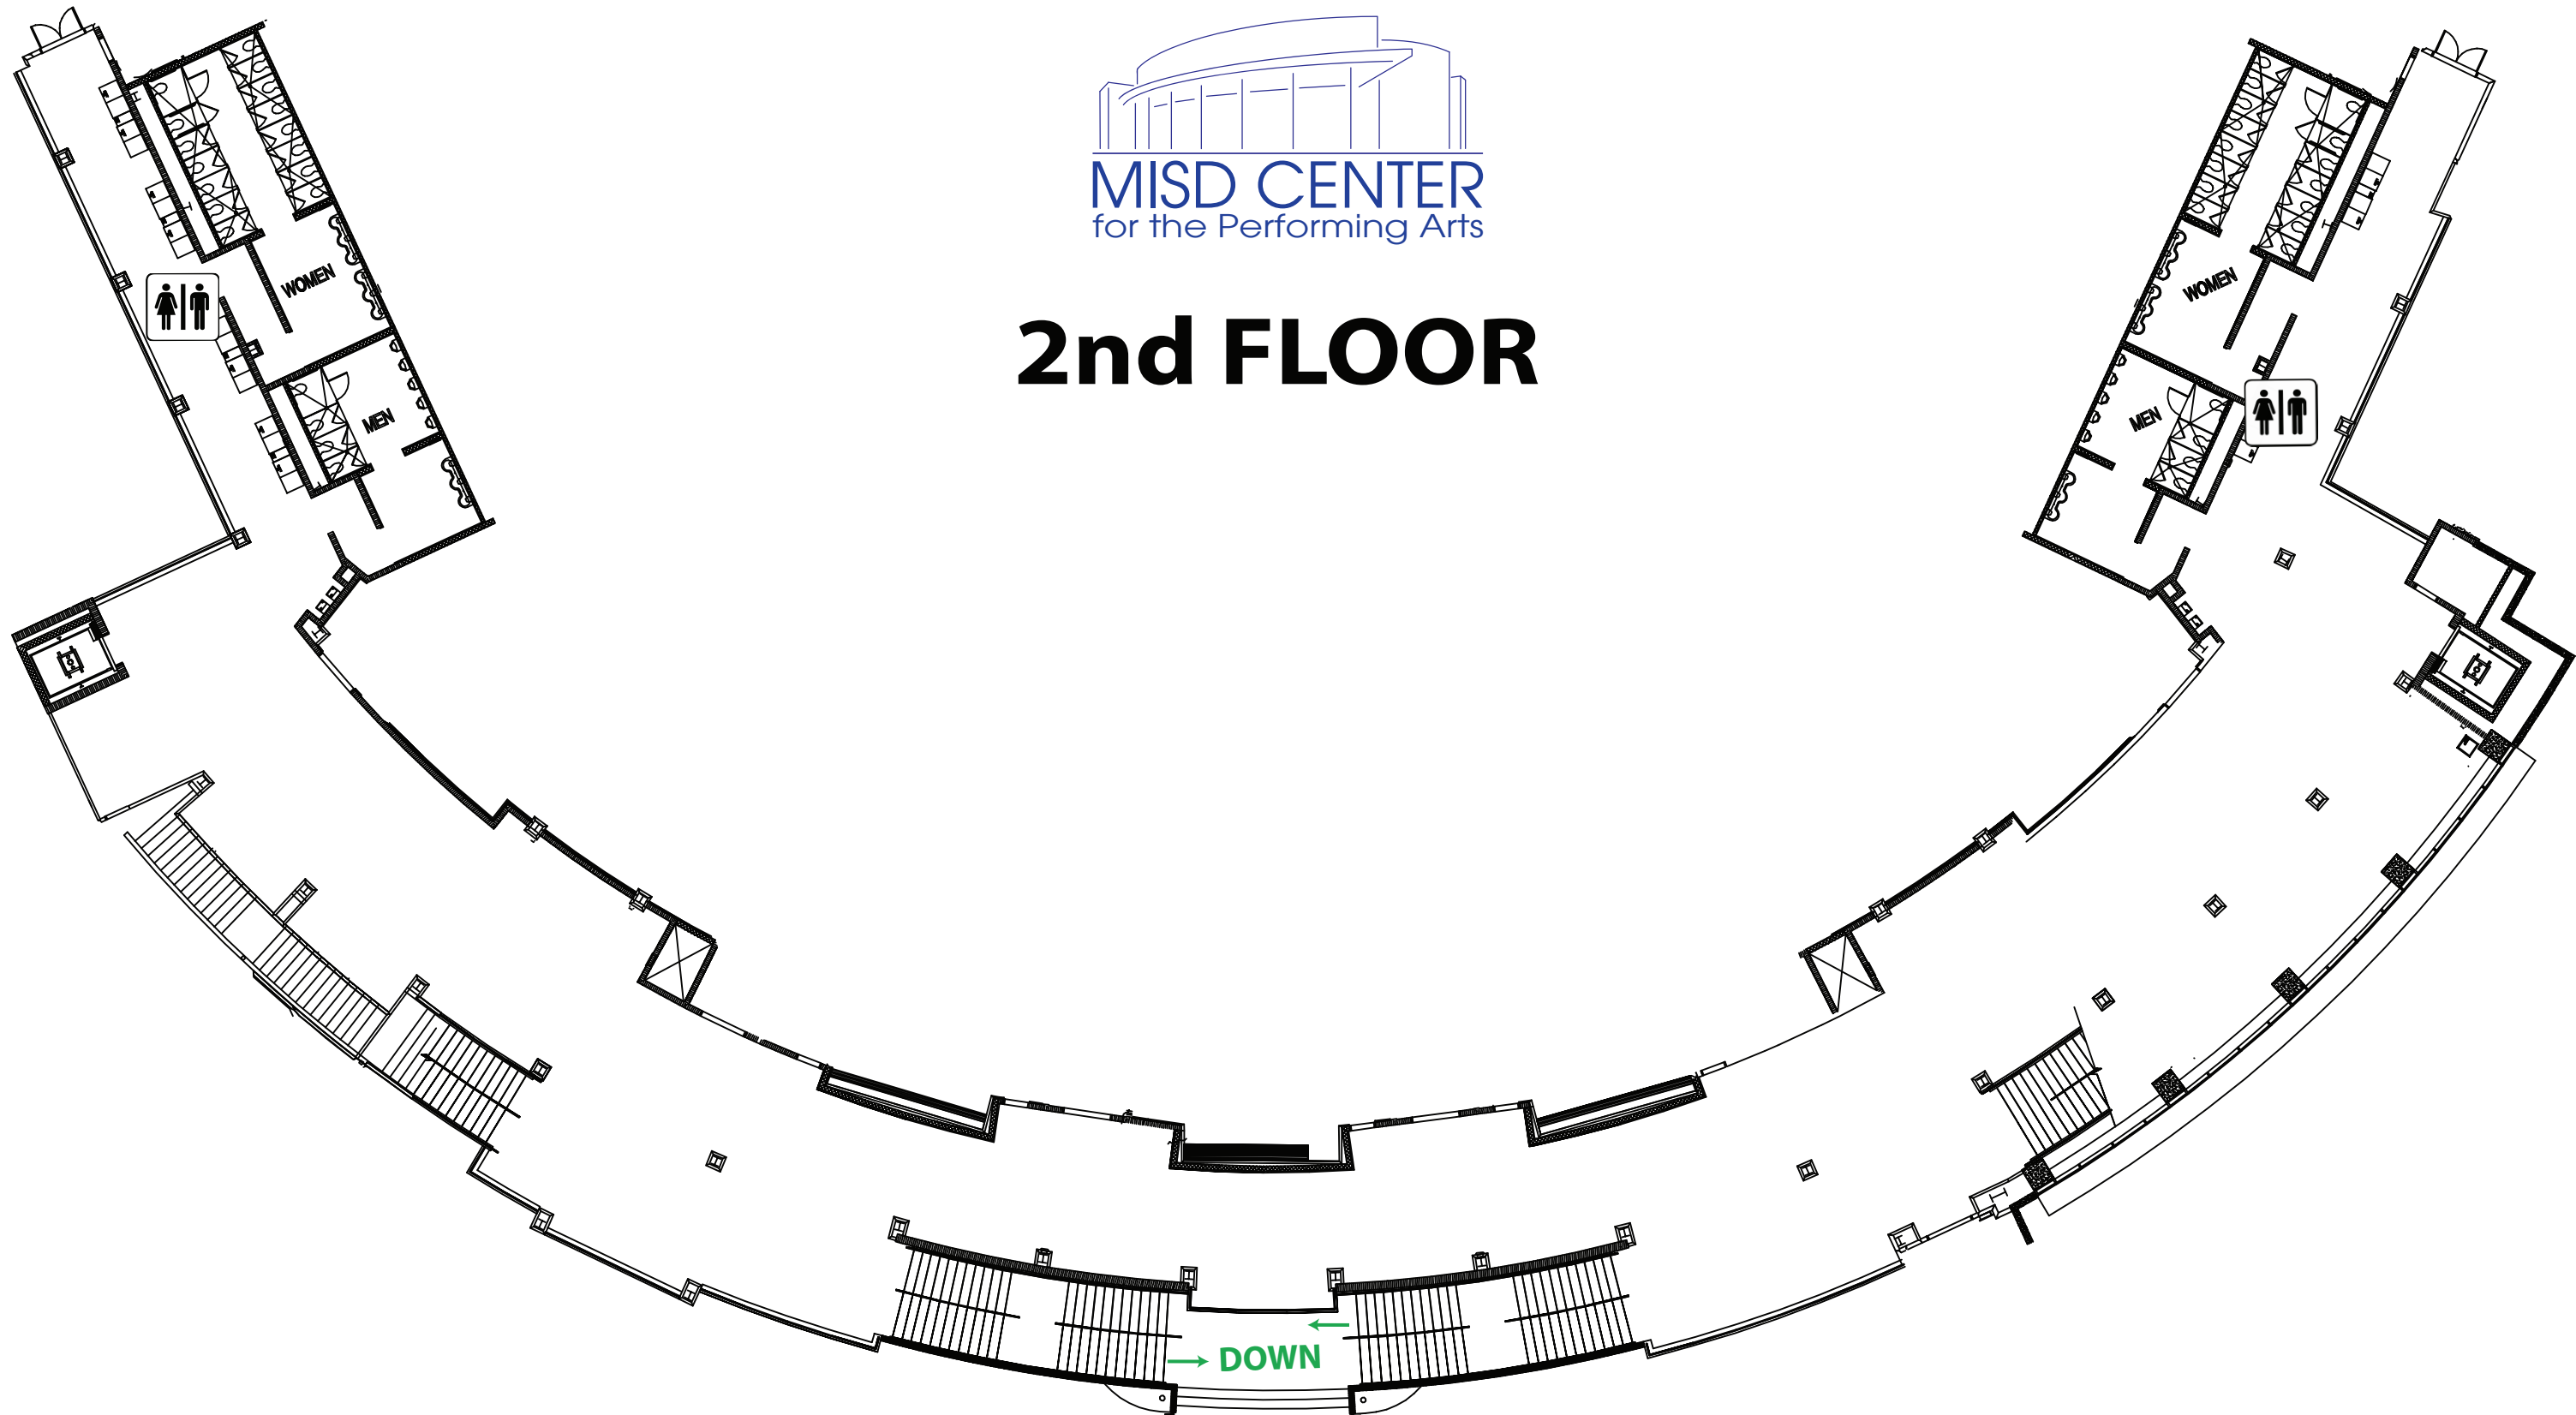 MISD CENTER
for the Performing Arts
2nd FLOOR
WOMEN
WOMEN
MEN
MEN
DOWN